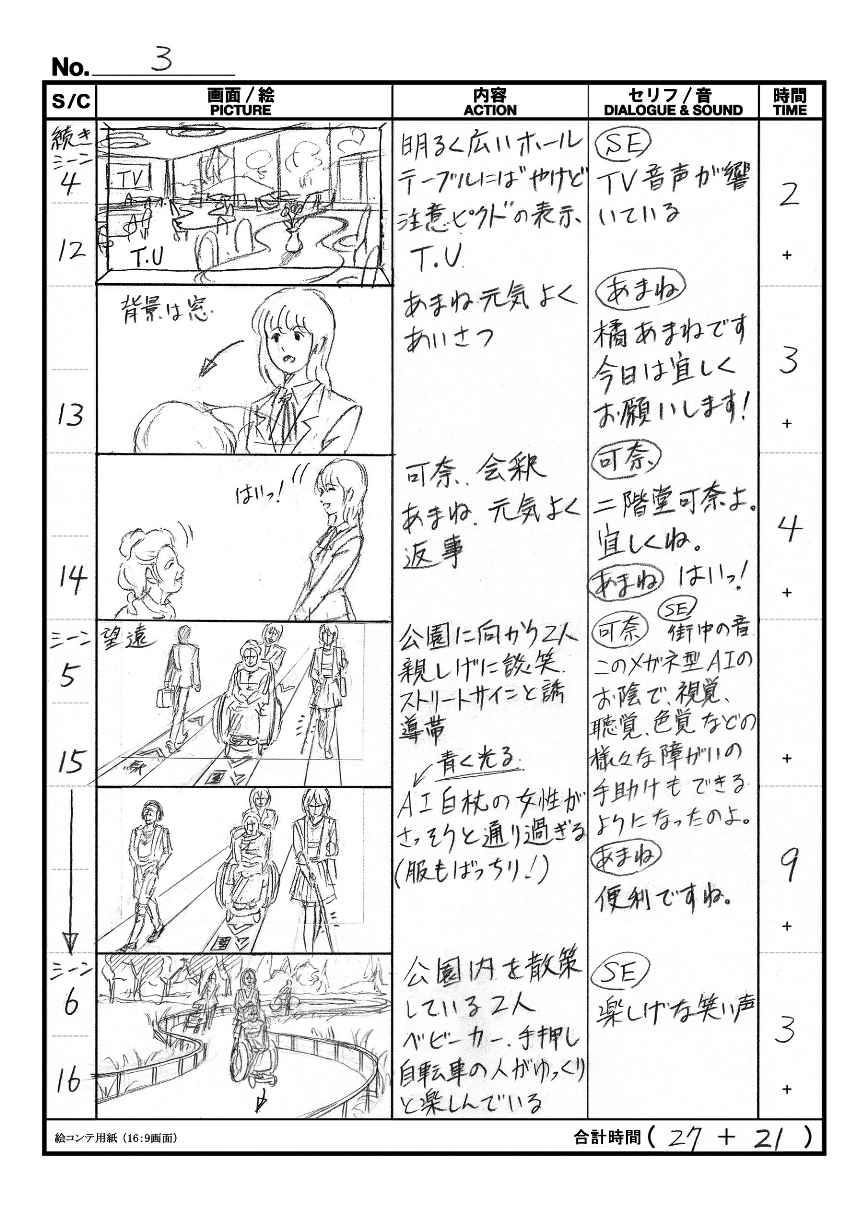 No. 3
S/C
画面/絵
PICTURE
内容
ACTION
セリフ/音
DIALOGUE & SOUND
時間
TIME
続き
シーン
4
12
TV
T.U
明るく広いホール
テーブルには"やけど
注意ピクト"の表示、
T.U.
SE
TV音声が響
いている
2
+
13
背景は窓
あまね元気よく
あいさつ
あまね
橘あまねです
今日は宜しく
お願いします!
3
+
14
はいっ!
可奈、会釈
あまね、元気よく
返事
可奈
二階堂可奈よ。
宜しくね。
あまね はいっ!
4
+
シーン
5
15
望遠
公園に向かう2人
親しげに談笑、
ストリートサインと誘
導帯
青く光る
AI白杖の女性が
さっそうと通り過ぎる
(服もばっちり!)
可奈 SE 街中の音
このメガネ型AIの
お陰で、視覚、
聴覚、色覚などの
様々な障がいの
手助けもできる
ようになったのよ。
あまね
便利ですね。
+
9
+
シーン
6
16
公園内を散策
している2人
ベビーカー、手押し
自転車の人がゆっくり
と楽しんでいる
SE
楽しげな笑い声
3
+
絵コンテ用紙(16:9画面)
合計時間( 27 + 21 )